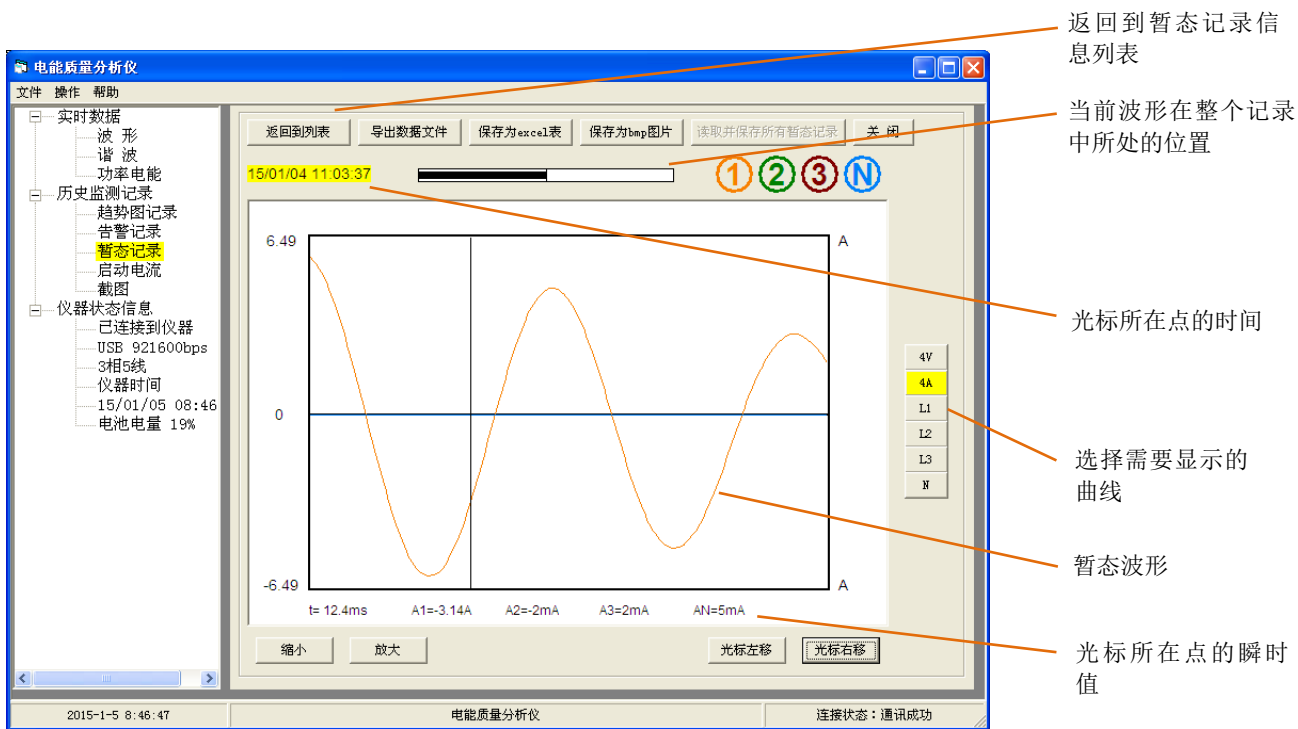 返回到暂态记录信
息列表
电能质量分析仪
文件 操作 帮助
当前波形在整个记录
中所处的位置
实时数据
波 形
谐 波
功率电能
历史监测记录
趋势图记录
告警记录
暂态记录
启动电流
截图
仪器状态信息
已连接到仪器
USB 921600bps
3相5线
仪器时间
15/01/05 08:46
电池电量 19%
返回到列表 导出数据文件 保存为excel表 保存为bmp图片 读取并保存所有暂态记录 关 闭
15/01/04 11:03:37 1 2 3 N
6.49 A
0
-6.49 A
t= 12.4ms A1=-3.14A A2=-2mA A3=2mA AN=5mA
缩小 放大 光标左移 光标右移
4V
4A
L1
L2
L3
N
光标所在点的时间
选择需要显示的
曲线
暂态波形
光标所在点的瞬时
值
2015-1-5 8:46:47 电能质量分析仪 连接状态：通讯成功